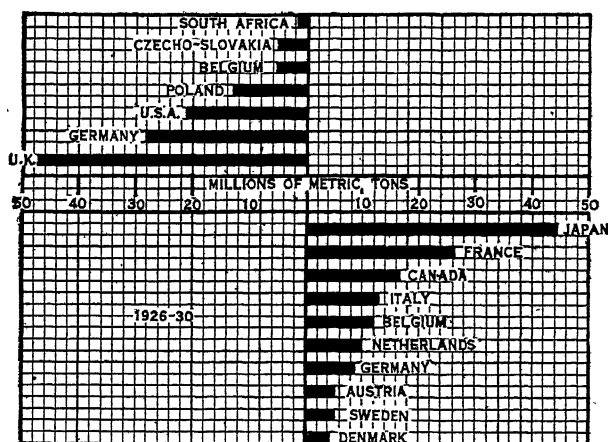 SOUTH AFRICA
CZECHO-SLOVAKIA
BELGIUM
POLAND
U.S.A.
GERMANY
U.K.
MILLIONS OF METRIC TONS
50 40 30 20 10 10 20 30 40 50
JAPAN
FRANCE
CANADA
ITALY
1926-30
BELGIUM
NETHERLANDS
GERMANY
AUSTRIA
SWEDEN
DENMARK